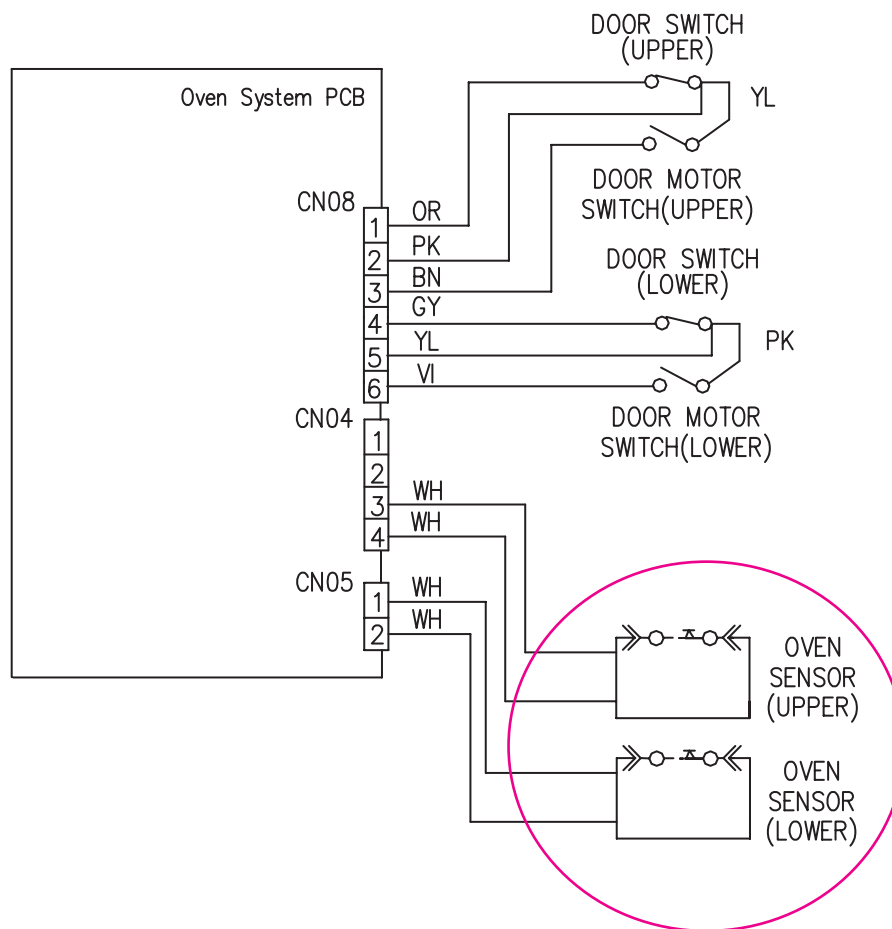 DOOR SWITCH
(UPPER)
Oven System PCB
YL
CN08
DOOR MOTOR
SWITCH(UPPER)
1
OR
2
PK
3
BN
DOOR SWITCH
(LOWER)
4
GY
5
YL
PK
6
VI
CN04
DOOR MOTOR
SWITCH(LOWER)
1
2
3
WH
4
WH
CN05
1
WH
2
WH
OVEN
SENSOR
(UPPER)
OVEN
SENSOR
(LOWER)